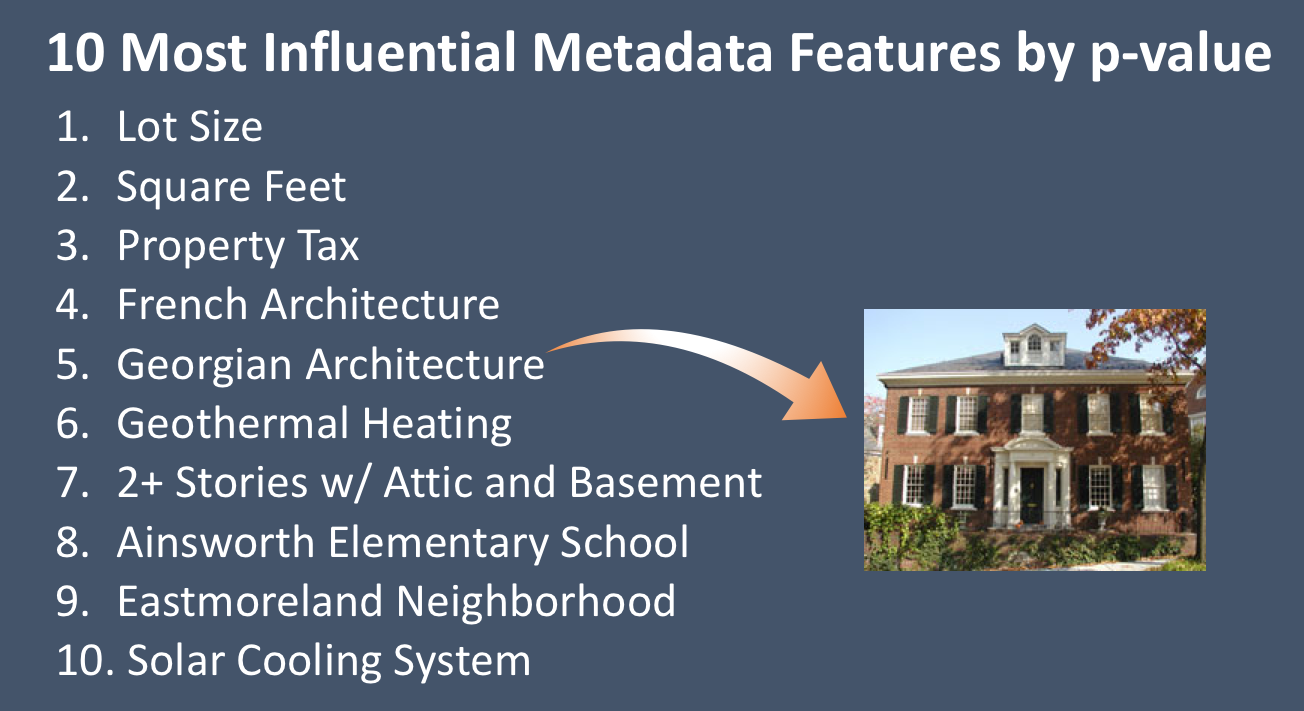 10 Most Influential Metadata Features by p-value
1. Lot Size
2. Square Feet
3. Property Tax
4. French Architecture
5. Georgian Architecture
6. Geothermal Heating
7. 2+ Stories w/ Attic and Basement
8. Ainsworth Elementary School
9. Eastmoreland Neighborhood
10. Solar Cooling System